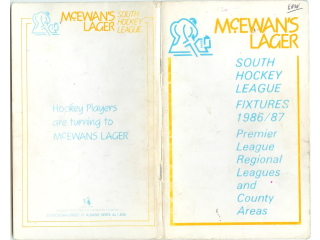 McEWAN'S
LAGER
SOUTH
HOCKEY
LEAGUE
Hockey Players
are turning to
McEWANS LAGER
McEWAN'S
LAGER
SOUTH
HOCKEY
LEAGUE
FIXTURES
1986/87
Premier
League
Regional
Leagues
and
County
Areas